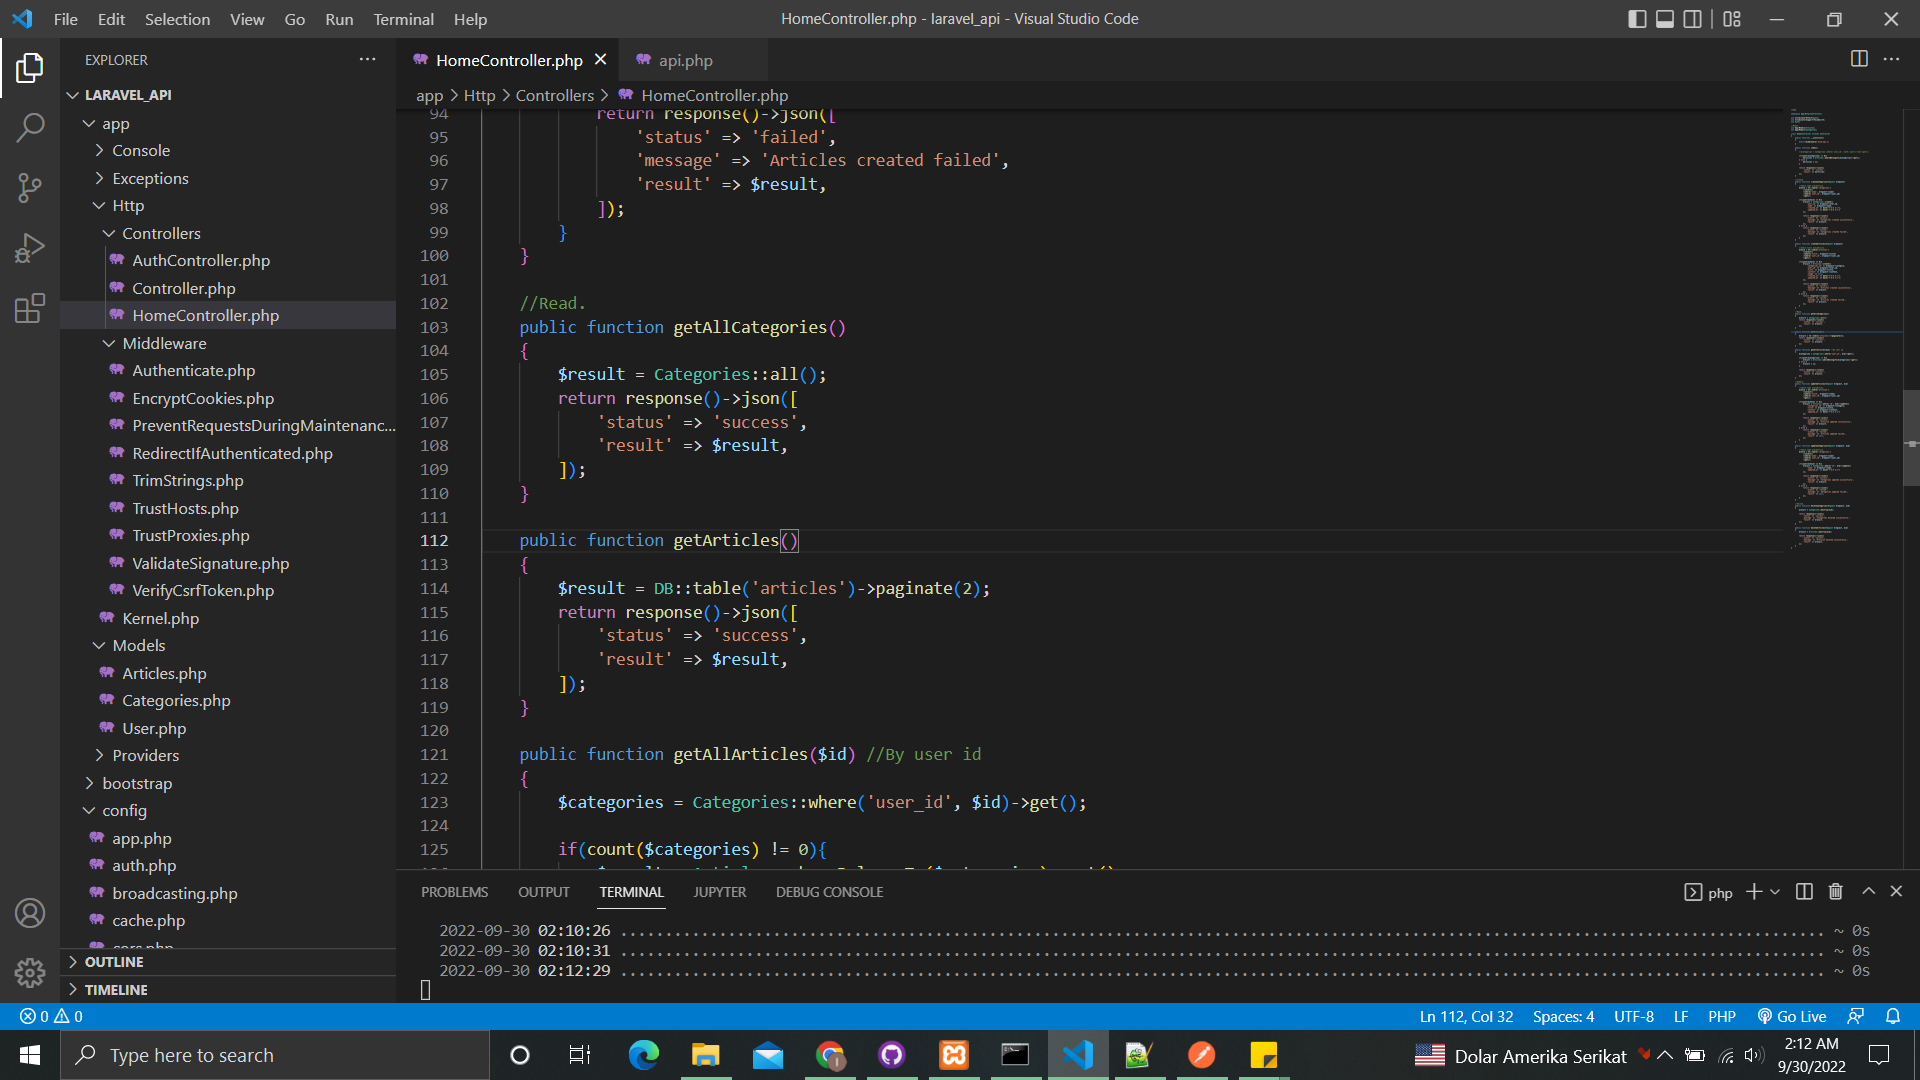 File Edit Selection View Go Run Terminal Help
HomeController.php - laravel_api - Visual Studio Code
EXPLORER
LARAVEL_API
app
Console
Exceptions
Http
Controllers
AuthController.php
Controller.php
HomeController.php
Middleware
Authenticate.php
EncryptCookies.php
PreventRequestsDuringMaintenanc...
RedirectIfAuthenticated.php
TrimStrings.php
TrustHosts.php
TrustProxies.php
ValidateSignature.php
VerifyCsrfToken.php
Kernel.php
Models
Articles.php
Categories.php
User.php
Providers
bootstrap
config
app.php
auth.php
broadcasting.php
cache.php
cors.php
OUTLINE
TIMELINE
HomeController.php
api.php
app > Http > Controllers > HomeController.php
94 return response()->json([
95 'status' => 'failed',
96 'message' => 'Articles created failed',
97 'result' => $result,
98 ]);
99 }
100 }
101
102 //Read.
103 public function getAllCategories()
104 {
105 $result = Categories::all();
106 return response()->json([
107 'status' => 'success',
108 'result' => $result,
109 ]);
110 }
111
112 public function getArticles()
113 {
114 $result = DB::table('articles')->paginate(2);
115 return response()->json([
116 'status' => 'success',
117 'result' => $result,
118 ]);
119 }
120
121 public function getAllArticles($id) //By user id
122 {
123 $categories = Categories::where('user_id', $id)->get();
124
125 if(count($categories) != 0){
PROBLEMS OUTPUT TERMINAL JUPYTER DEBUG CONSOLE
php
2022-09-30 02:10:26 ~ 0s
2022-09-30 02:10:31 ~ 0s
2022-09-30 02:12:29 ~ 0s
0 0
Ln 112, Col 32 Spaces: 4 UTF-8 LF PHP Go Live
Type here to search
Dolar Amerika Serikat
2:12 AM
9/30/2022